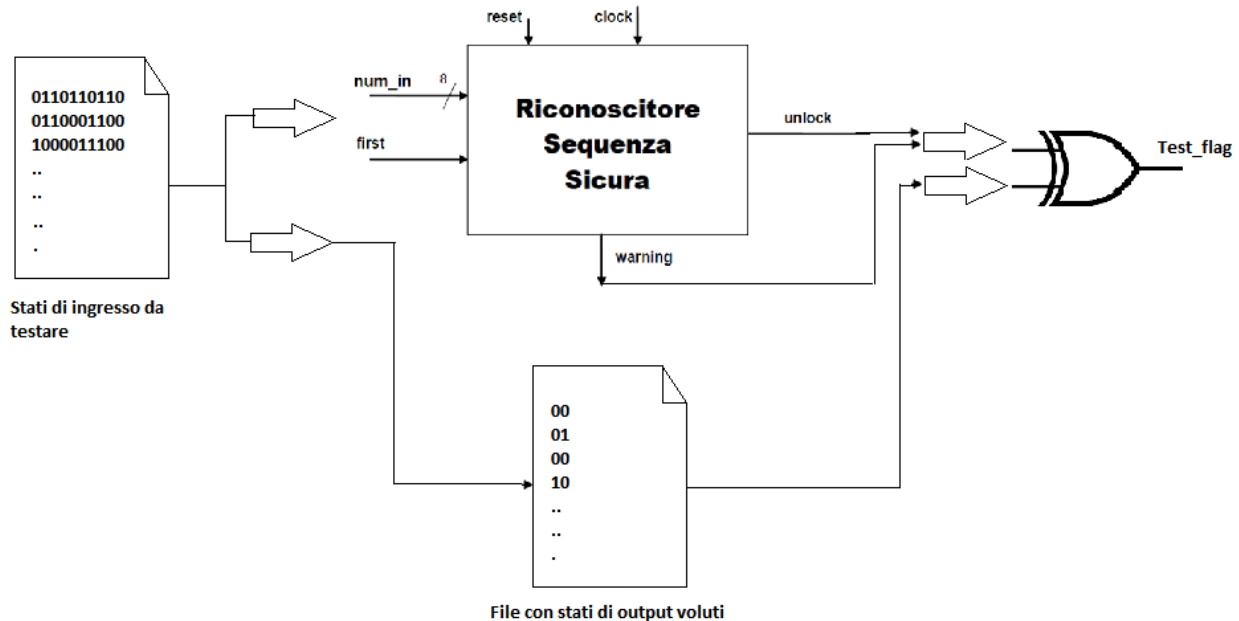 reset
clock
0110110110
0110001100
1000011100
..
..
..
.
num_in
8
first
Riconoscitore
Sequenza
Sicura
unlock
warning
Test_flag
Stati di ingresso da
testare
00
01
00
10
..
..
.
File con stati di output voluti